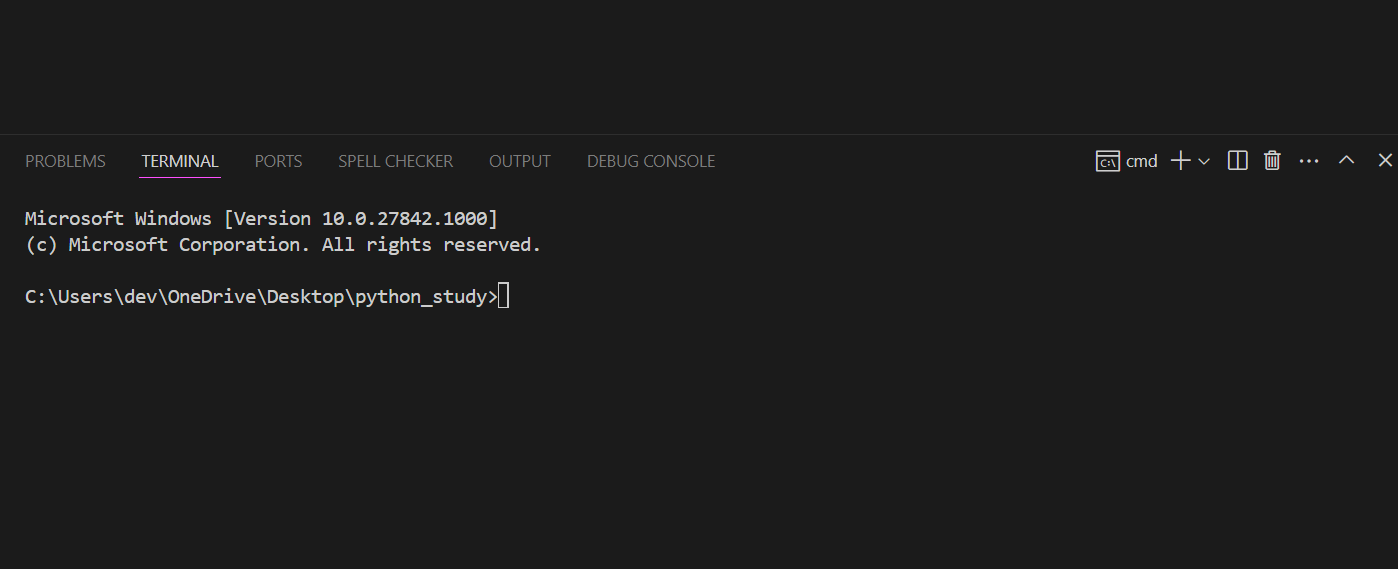 PROBLEMS TERMINAL PORTS SPELL CHECKER OUTPUT DEBUG CONSOLE cmd
Microsoft Windows [Version 10.0.27842.1000]
(c) Microsoft Corporation. All rights reserved.
C:\Users\dev\OneDrive\Desktop\python_study>